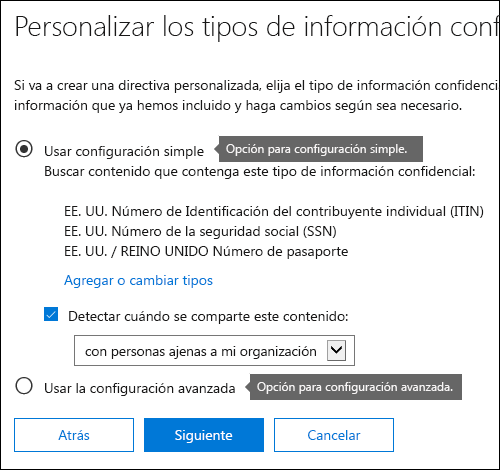 Personalizar los tipos de información conf
Si va a crear una directiva personalizada, elija el tipo de información confidenc
información que ya hemos incluido y haga cambios según sea necesario.
Usar configuración simple Opción para configuración simple.
Buscar contenido que contenga este tipo de información confidencial:
EE. UU. Número de Identificación del contribuyente individual (ITIN)
EE. UU. Número de la seguridad social (SSN)
EE. UU. / REINO UNIDO Número de pasaporte
Agregar o cambiar tipos
Detectar cuándo se comparte este contenido:
con personas ajenas a mi organización
Usar la configuración avanzada Opción para configuración avanzada.
Atrás Siguiente Cancelar